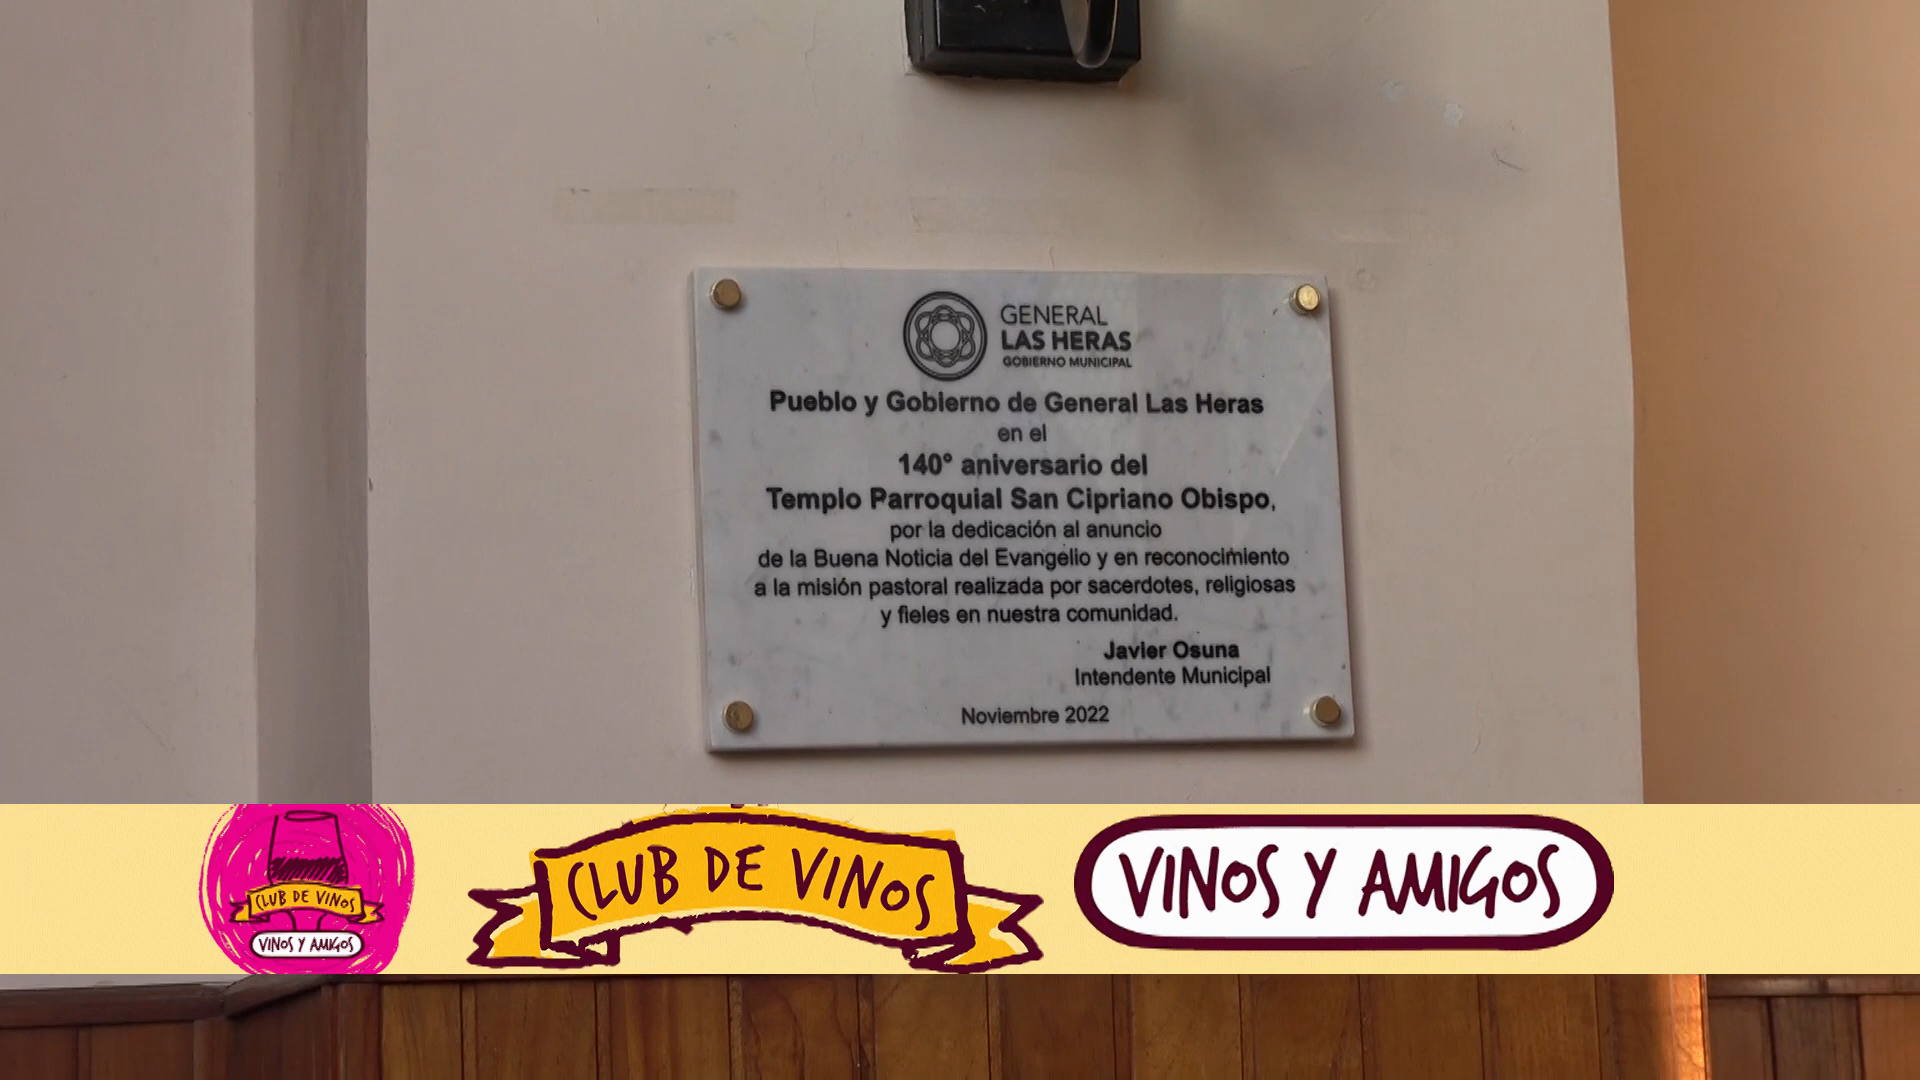 GENERAL
LAS HERAS
GOBIERNO MUNICIPAL
Pueblo y Gobierno de General Las Heras
en el
140° aniversario del
Templo Parroquial San Cipriano Obispo,
por la dedicación al anuncio
de la Buena Noticia del Evangelio y en reconocimiento
a la misión pastoral realizada por sacerdotes, religiosas
y fieles en nuestra comunidad.
Javier Osuna
Intendente Municipal
Noviembre 2022
CLUB DE VINOS
VINOS Y AMIGOS
CLUB DE VINOS
VINOS Y AMIGOS